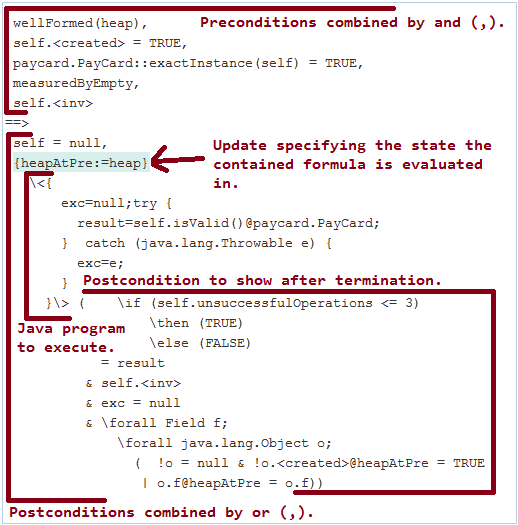 wellFormed(heap),
Preconditions combined by and (,).
self.<created> = TRUE,
paycard.PayCard::exactInstance(self) = TRUE,
measuredByEmpty,
self.<inv>
==>
self = null,
{heapAtPre:=heap}
Update specifying the state the
contained formula is evaluated
in.
\<{
exc=null;try {
result=self.isValid()@paycard.PayCard;
} catch (java.lang.Throwable e) {
exc=e;
}
Postcondition to show after termination.
}\> ( \if (self.unsuccessfulOperations <= 3)
Java program
to execute.
\then (TRUE)
\else (FALSE)
= result
& self.<inv>
& exc = null
& \forall Field f;
\forall java.lang.Object o;
( !o = null & !o.<created>@heapAtPre = TRUE
| o.f@heapAtPre = o.f))
Postconditions combined by or (,).